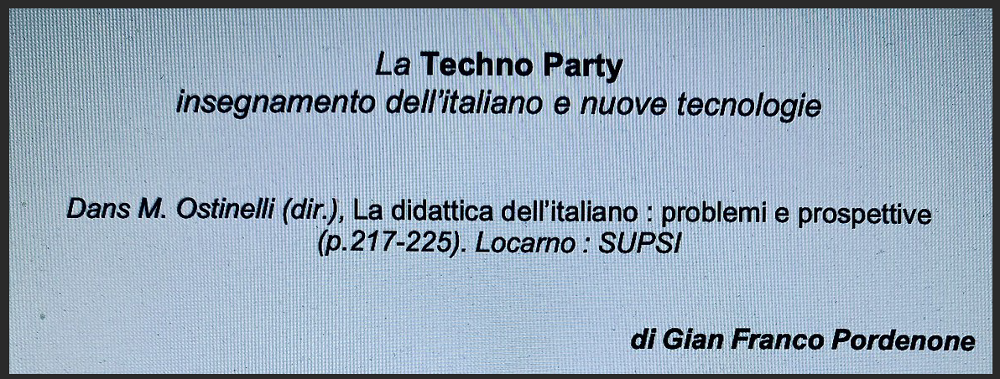 La Techno Party
insegnamento dell'italiano e nuove tecnologie
Dans M. Ostinelli (dir.), La didattica dell'italiano : problemi e prospettive
(p.217-225). Locarno : SUPSI
di Gian Franco Pordenone